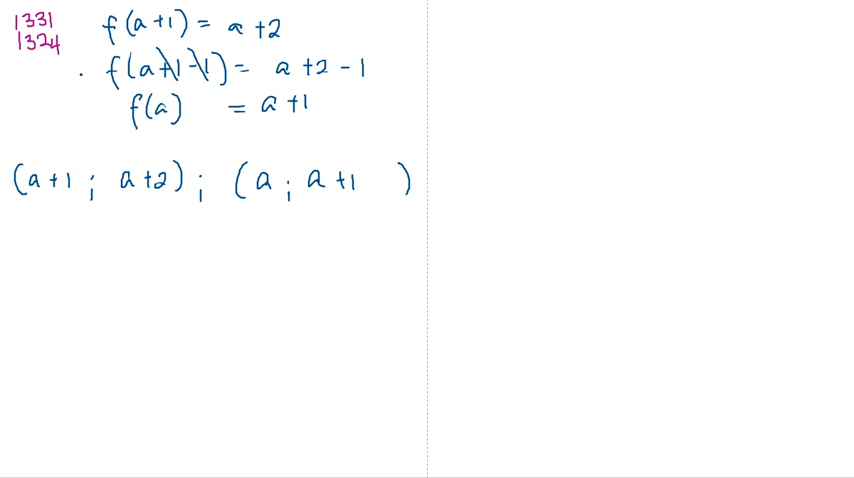 1331
1324
f(a+1) = a+2
. f(a+1-1) = a+2-1
f(a) = a+1
(a+1 ; a+2) ; (a ; a+1 )